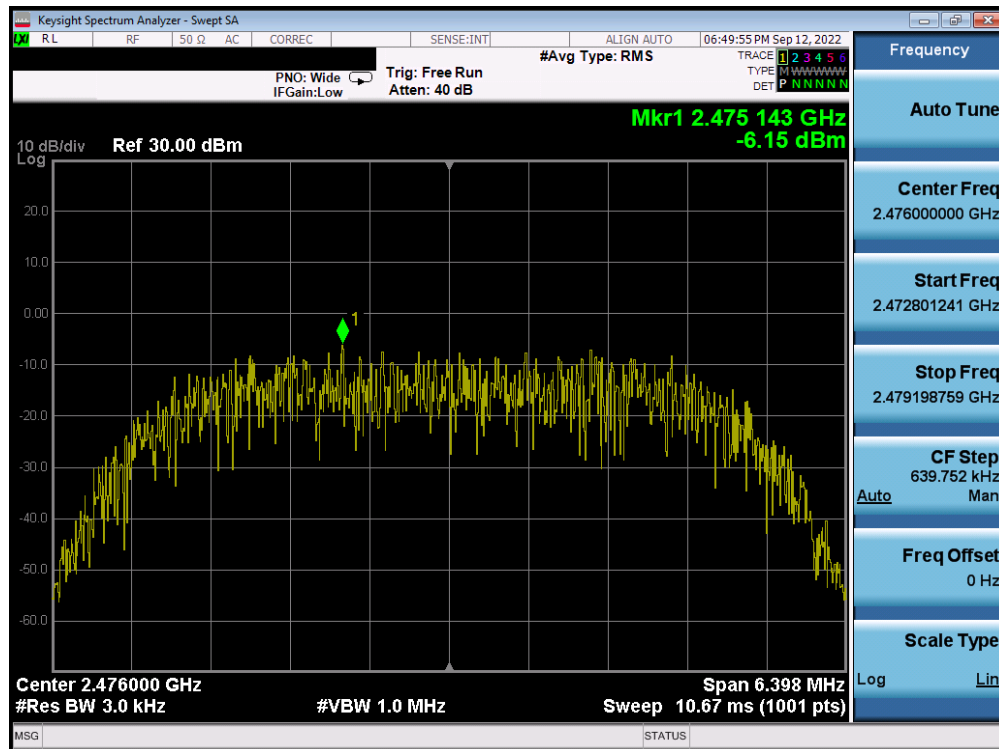 Keysight Spectrum Analyzer - Swept SA
LXI RL RF 50 Ω AC CORREC SENSE:INT ALIGN AUTO 06:49:55 PM Sep 12, 2022
#Avg Type: RMS TRACE 1 2 3 4 5 6
PNO: Wide Trig: Free Run TYPE M WWWWW
IFGain:Low Atten: 40 dB DET P N N N N N
Mkr1 2.475 143 GHz
-6.15 dBm
10 dB/div Ref 30.00 dBm
Log
20.0
10.0
0.00
1
-10.0
-20.0
-30.0
-40.0
-50.0
-60.0
Center 2.476000 GHz Span 6.398 MHz
#Res BW 3.0 kHz #VBW 1.0 MHz Sweep 10.67 ms (1001 pts)
MSG STATUS
Frequency
Auto Tune
Center Freq
2.476000000 GHz
Start Freq
2.472801241 GHz
Stop Freq
2.479198759 GHz
CF Step
639.752 kHz
Auto Man
Freq Offset
0 Hz
Scale Type
Log Lin